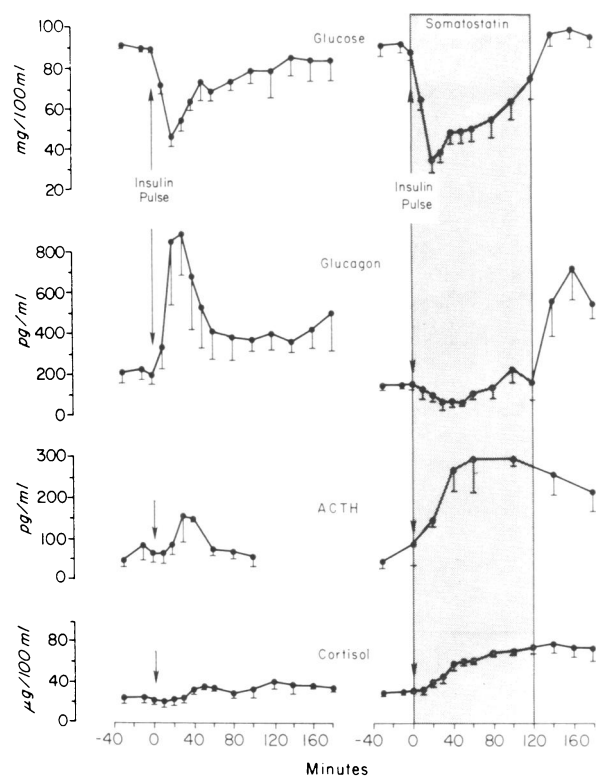 Somatostatin
Glucose
mg/100ml
100
80
60
40
20
Insulin
Pulse
Insulin
Pulse
Glucagon
pg/ml
800
600
400
200
0
ACTH
pg/ml
300
200
100
0
Cortisol
µg/100ml
80
40
0
-40 0 40 80 120 160 -40 0 40 80 120 160
Minutes